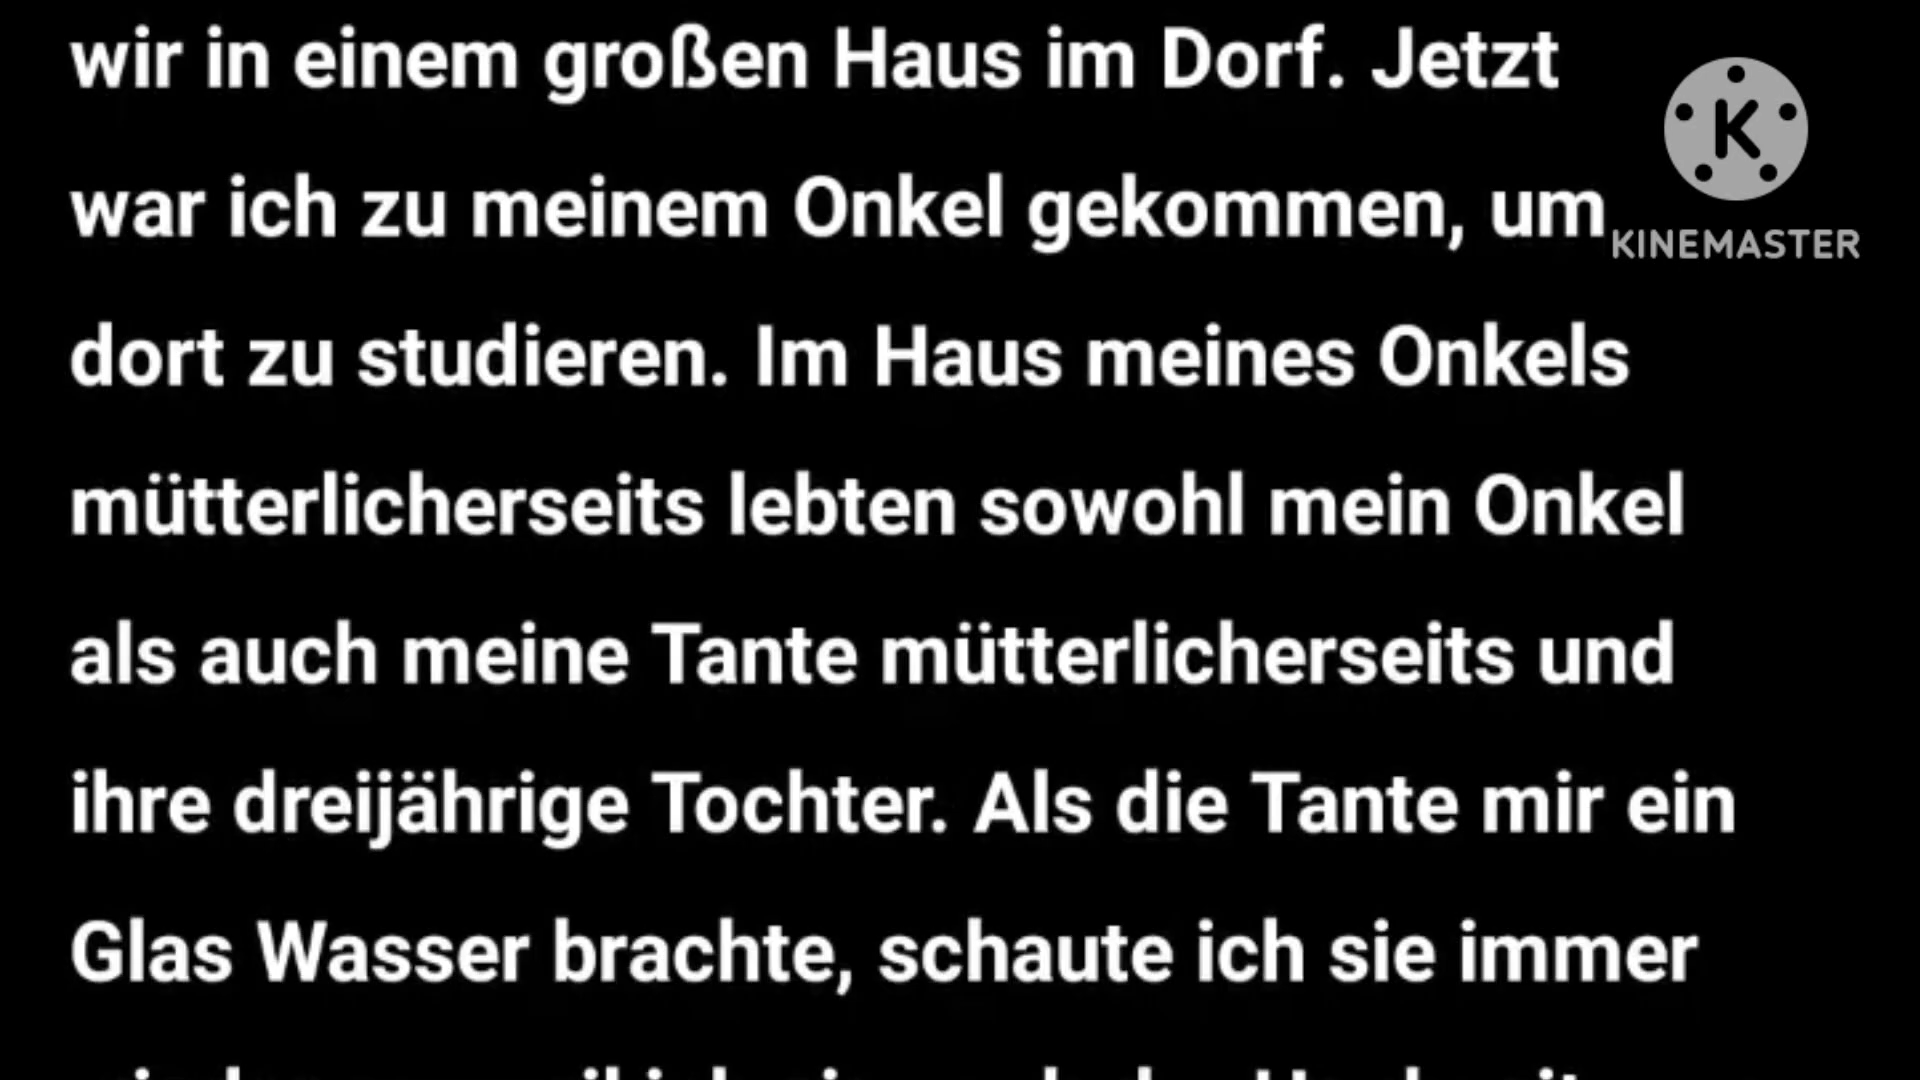 wir in einem großen Haus im Dorf. Jetzt
war ich zu meinem Onkel gekommen, um
KINEMASTER
dort zu studieren. Im Haus meines Onkels
mütterlicherseits lebten sowohl mein Onkel
als auch meine Tante mütterlicherseits und
ihre dreijährige Tochter. Als die Tante mir ein
Glas Wasser brachte, schaute ich sie immer